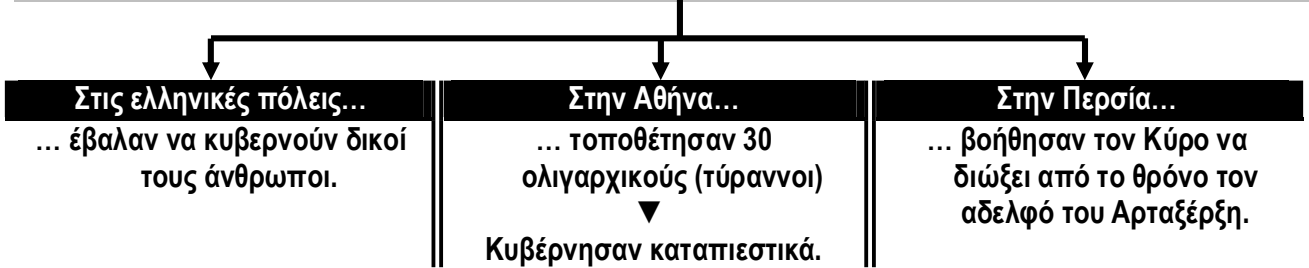 Στις ελληνικές πόλεις…
… έβαλαν να κυβερνούν δικοί
τους άνθρωποι.
Στην Αθήνα…
… τοποθέτησαν 30
ολιγαρχικούς (τύραννοι)
▼
Κυβέρνησαν καταπιεστικά.
Στην Περσία…
… βοήθησαν τον Κύρο να
διώξει από το θρόνο τον
αδελφό του Αρταξέρξη.